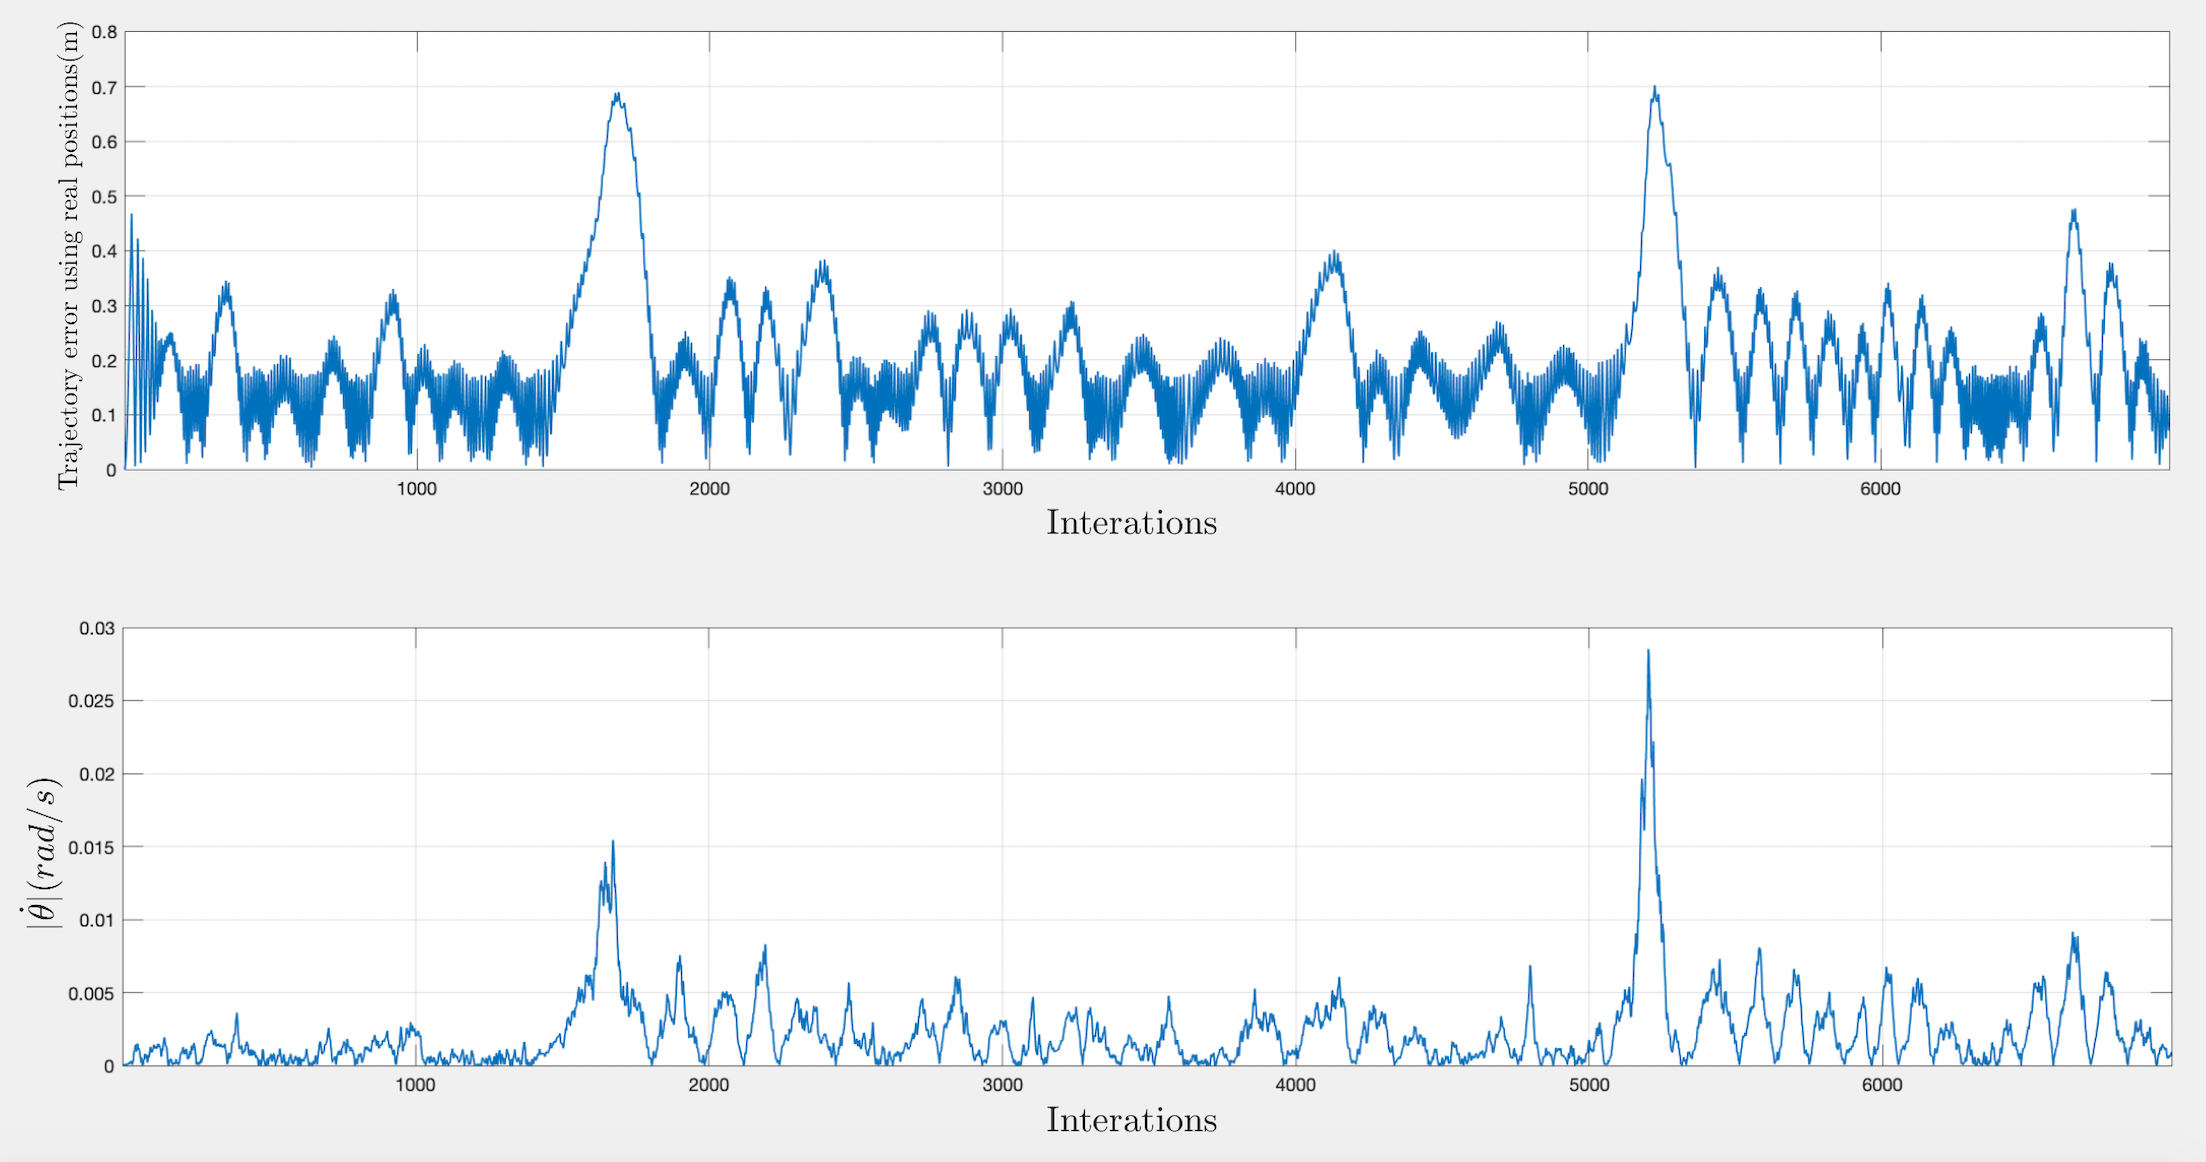 Trajectory error using real positions(m)
0.8
0.7
0.6
0.5
0.4
0.3
0.2
0.1
0
1000 2000 3000 4000 5000 6000
Interations
|θ̇|(rad/s)
0.03
0.025
0.02
0.015
0.01
0.005
0
1000 2000 3000 4000 5000 6000
Interations